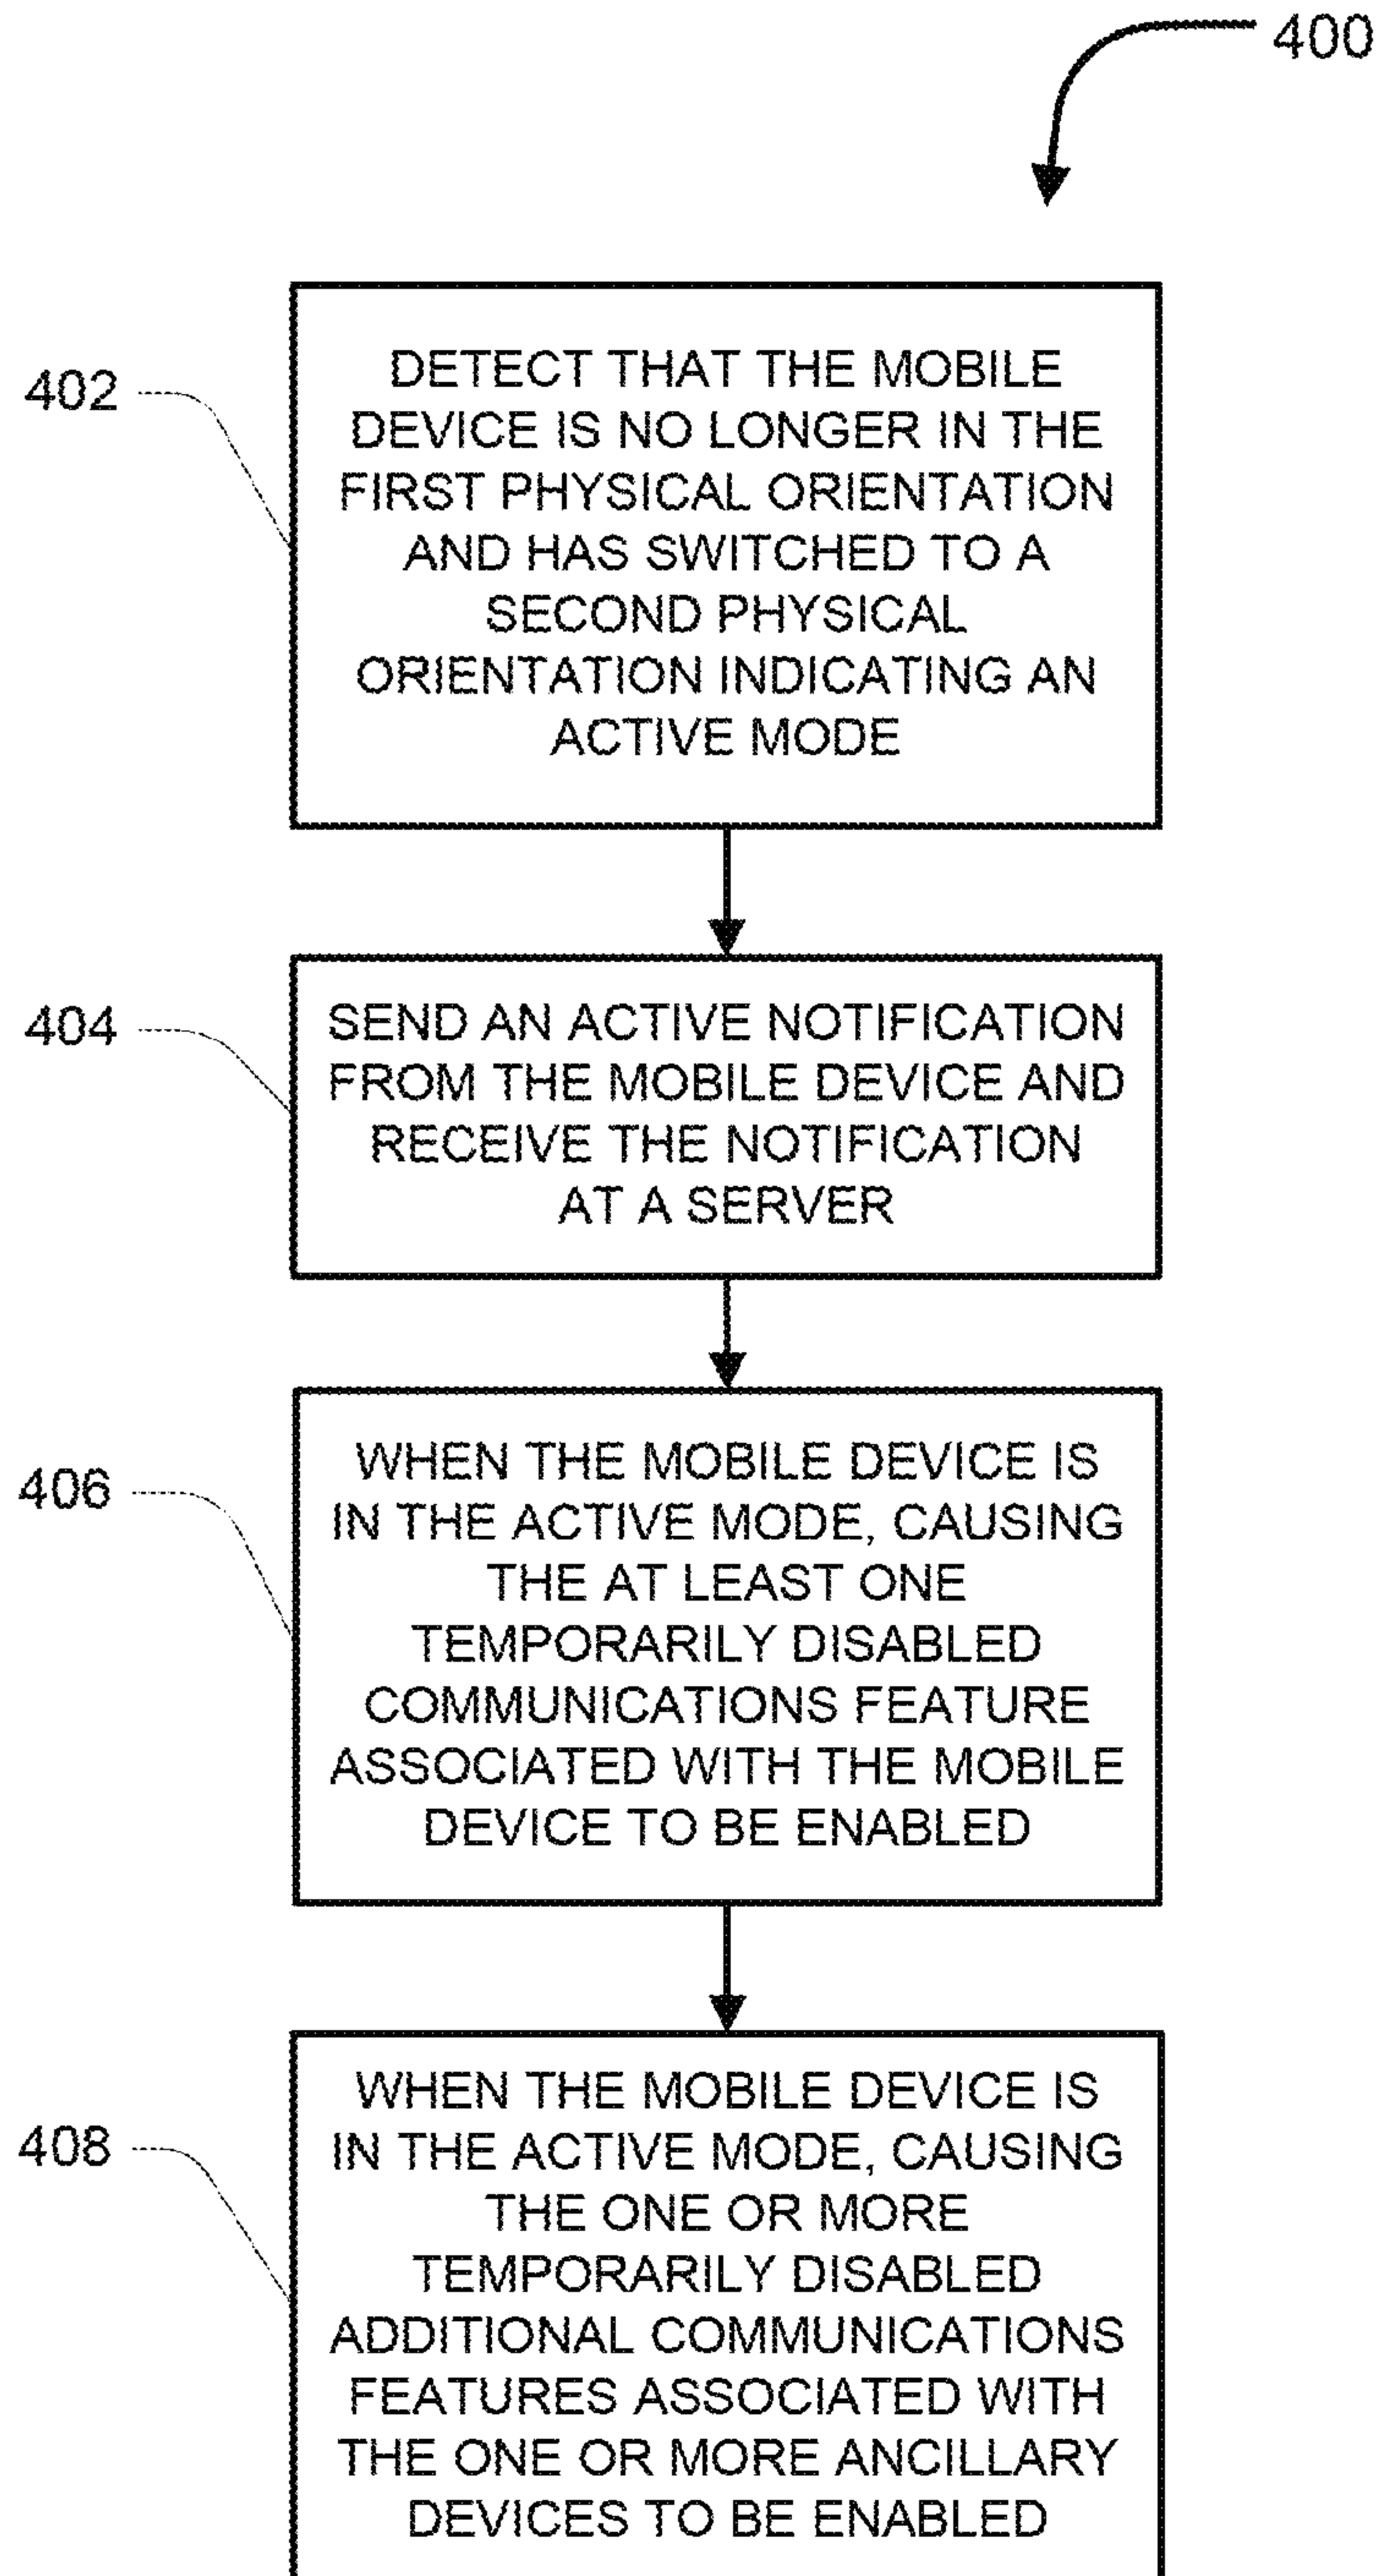 400
402
DETECT THAT THE MOBILE
DEVICE IS NO LONGER IN THE
FIRST PHYSICAL ORIENTATION
AND HAS SWITCHED TO A
SECOND PHYSICAL
ORIENTATION INDICATING AN
ACTIVE MODE
404
SEND AN ACTIVE NOTIFICATION
FROM THE MOBILE DEVICE AND
RECEIVE THE NOTIFICATION
AT A SERVER
406
WHEN THE MOBILE DEVICE IS
IN THE ACTIVE MODE, CAUSING
THE AT LEAST ONE
TEMPORARILY DISABLED
COMMUNICATIONS FEATURE
ASSOCIATED WITH THE MOBILE
DEVICE TO BE ENABLED
408
WHEN THE MOBILE DEVICE IS
IN THE ACTIVE MODE, CAUSING
THE ONE OR MORE
TEMPORARILY DISABLED
ADDITIONAL COMMUNICATIONS
FEATURES ASSOCIATED WITH
THE ONE OR MORE ANCILLARY
DEVICES TO BE ENABLED